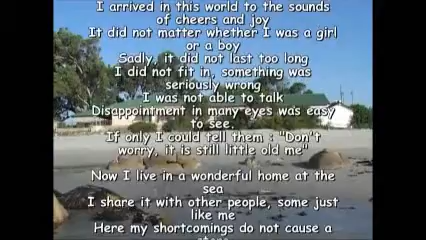 I arrived in this world to the sounds
of cheers and joy
It did not matter whether I was a girl
or a boy
Sadly, it did not last too long
I did not fit in, something was
seriously wrong
I was not able to talk
Disappointment in many eyes was easy
to see.
If only I could tell them : "Don't
worry, it is still little old me"
Now I live in a wonderful home at the
sea
I share it with other people, some just
like me
Here my shortcomings do not cause a